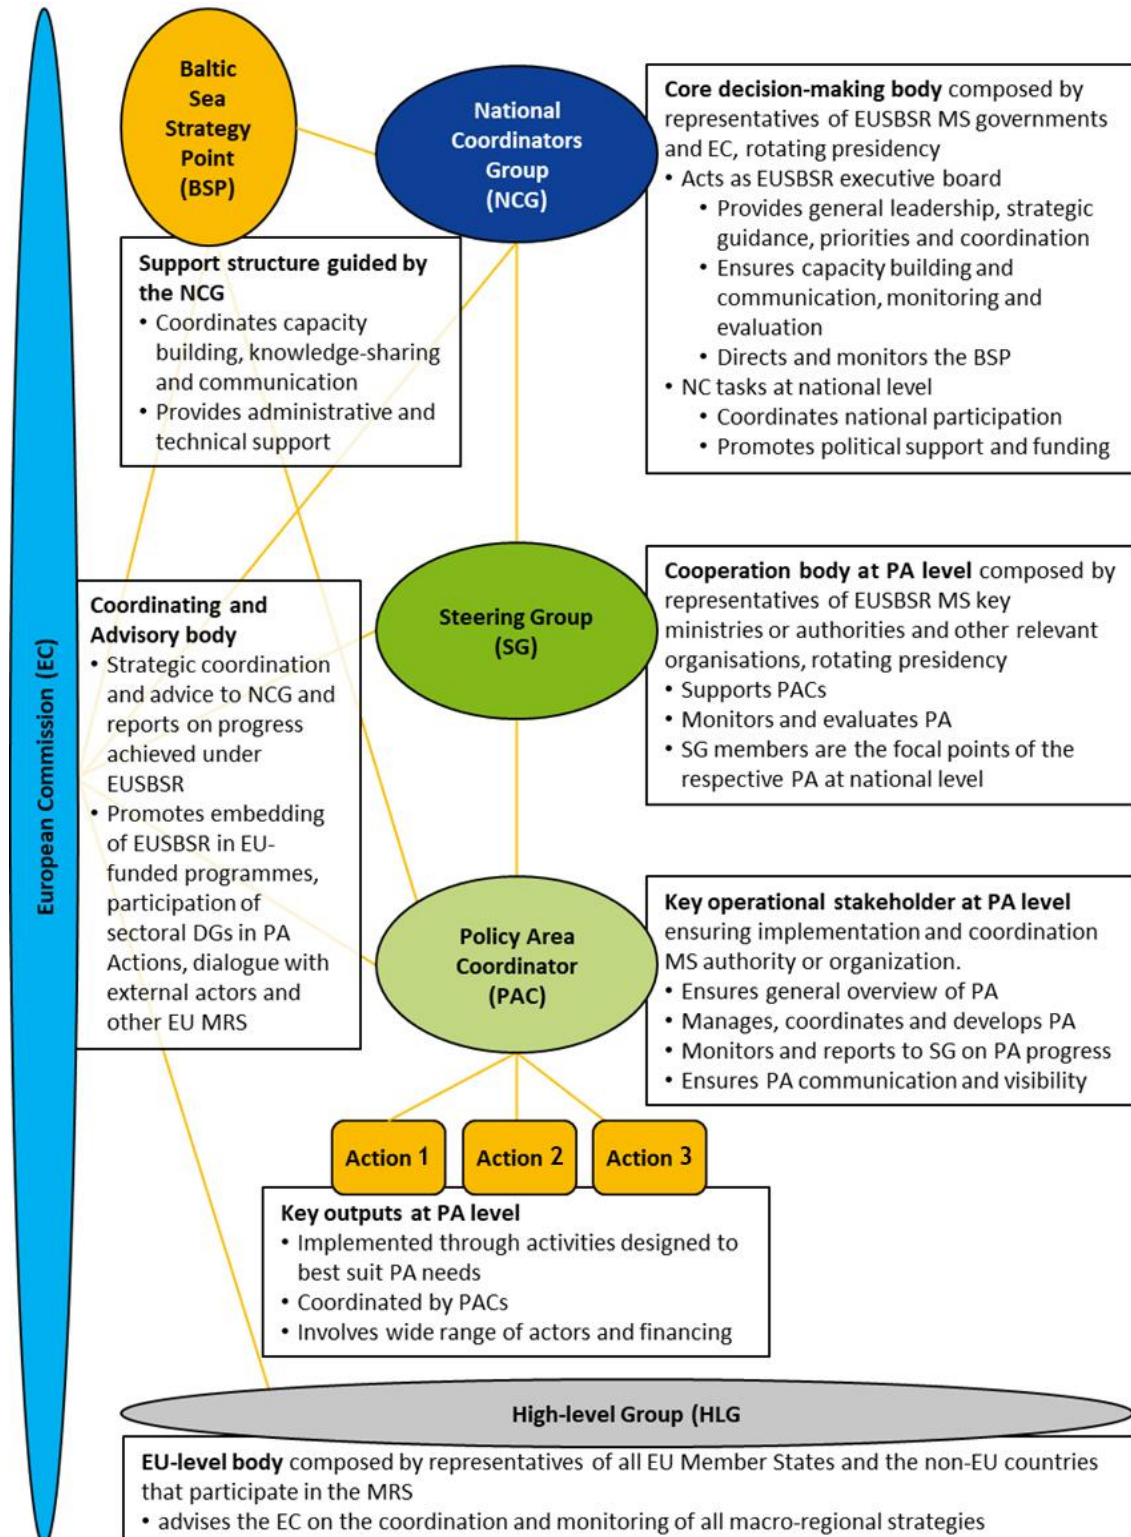 Baltic
Sea
Strategy
Point
(BSP)
National
Coordinators
Group
(NCG)
Core decision-making body composed by
representatives of EUSBSR MS governments
and EC, rotating presidency
• Acts as EUSBSR executive board
• Provides general leadership, strategic
guidance, priorities and coordination
• Ensures capacity building and
communication, monitoring and
evaluation
• Directs and monitors the BSP
• NC tasks at national level
• Coordinates national participation
• Promotes political support and funding
Support structure guided by
the NCG
• Coordinates capacity
building, knowledge-sharing
and communication
• Provides administrative and
technical support
European Commission (EC)
Coordinating and
Advisory body
• Strategic coordination
and advice to NCG and
reports on progress
achieved under
EUSBSR
• Promotes embedding
of EUSBSR in EU-
funded programmes,
participation of
sectoral DGs in PA
Actions, dialogue with
external actors and
other EU MRS
Steering Group
(SG)
Cooperation body at PA level composed by
representatives of EUSBSR MS key
ministries or authorities and other relevant
organisations, rotating presidency
• Supports PACs
• Monitors and evaluates PA
• SG members are the focal points of the
respective PA at national level
Policy Area
Coordinator
(PAC)
Key operational stakeholder at PA level
ensuring implementation and coordination
MS authority or organization.
• Ensures general overview of PA
• Manages, coordinates and develops PA
• Monitors and reports to SG on PA progress
• Ensures PA communication and visibility
Action 1
Action 2
Action 3
Key outputs at PA level
• Implemented through activities designed to
best suit PA needs
• Coordinated by PACs
• Involves wide range of actors and financing
High-level Group (HLG
EU-level body composed by representatives of all EU Member States and the non-EU countries
that participate in the MRS
• advises the EC on the coordination and monitoring of all macro-regional strategies